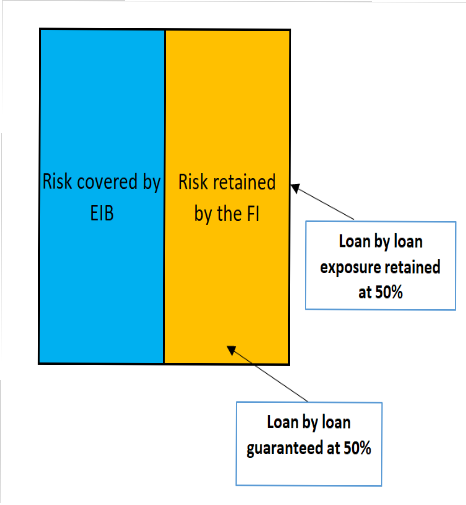 Risk covered by
EIB
Risk retained
by the FI
Loan by loan
exposure retained
at 50%
Loan by loan
guaranteed at 50%